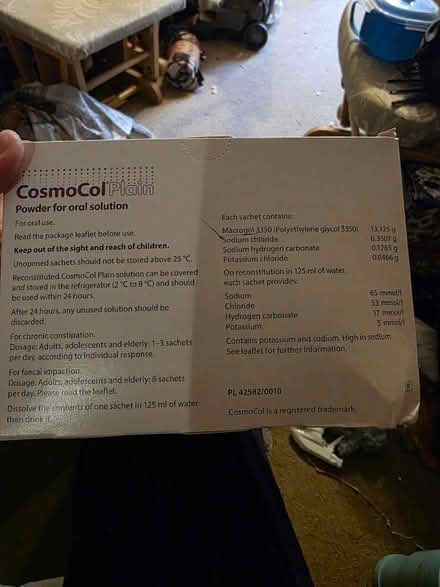 CosmoCol Plain
Powder for oral solution
For oral use.
Read the package leaflet before use.
Keep out of the sight and reach of children.
Unopened sachets should not be stored above 25 °C.
Reconstituted CosmoCol Plain solution can be covered
and stored in the refrigerator (2 °C to 8 °C) and should
be used within 24 hours.
After 24 hours, any unused solution should be
discarded.
For chronic constipation.
Dosage: Adults, adolescents and elderly: 1–3 sachets
per day, according to individual response.
For faecal impaction.
Dosage: Adults, adolescents and elderly: 8 sachets
per day. Please read the leaflet.
Dissolve the contents of one sachet in 125 ml of water
then drink it.
Each sachet contains:
Macrogol 3350 (Polyethylene glycol 3350) 13.125 g
Sodium chloride 0.3507 g
Sodium hydrogen carbonate 0.1785 g
Potassium chloride 0.0466 g
On reconstitution in 125 ml of water,
each sachet provides:
Sodium 65 mmol/l
Chloride 53 mmol/l
Hydrogen carbonate 17 mmol/l
Potassium 5 mmol/l
Contains potassium and sodium. High in sodium.
See leaflet for further information.
PL 42582/0010
CosmoCol is a registered trademark.